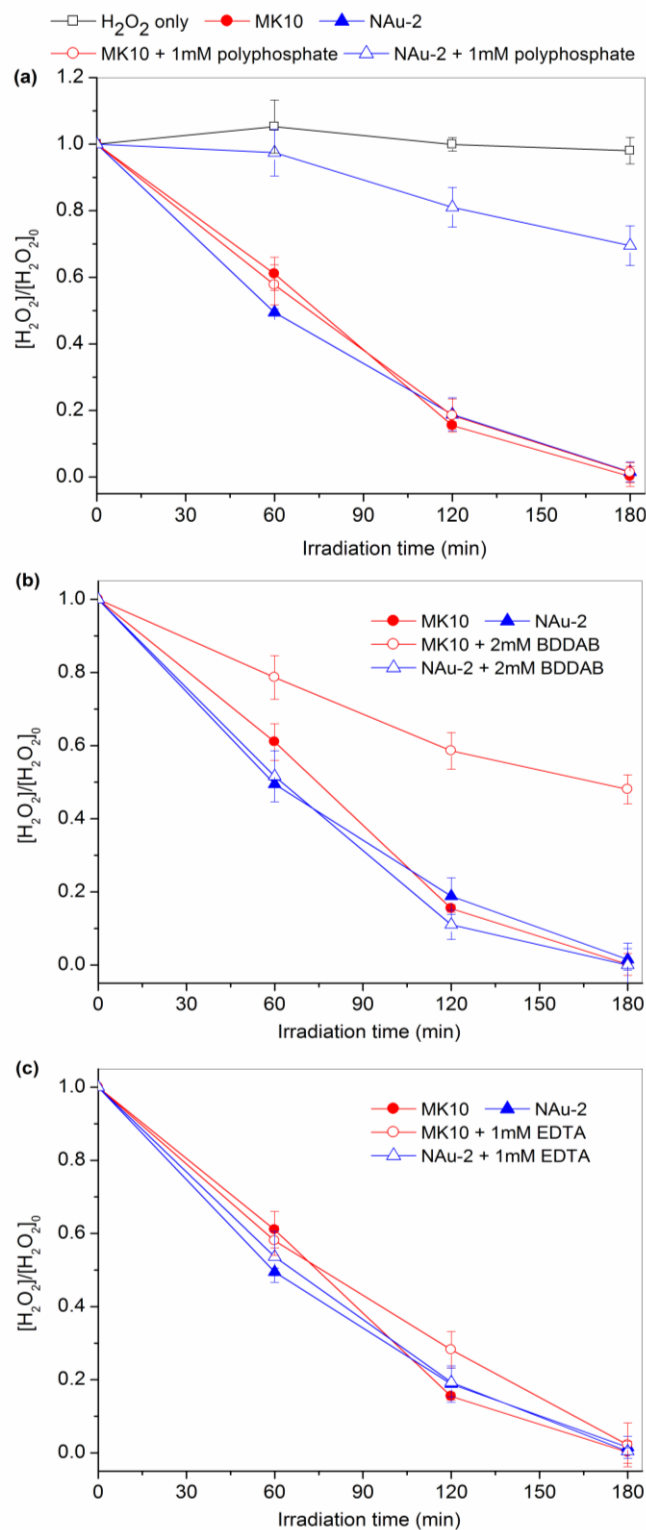 H₂O₂ only MK10 NAu-2
MK10 + 1mM polyphosphate NAu-2 + 1mM polyphosphate
(a)
1.2
1.0
0.8
0.6
0.4
0.2
0.0
[H₂O₂]/[H₂O₂]₀
0 30 60 90 120 150 180
Irradiation time (min)
(b)
MK10 NAu-2
MK10 + 2mM BDDAB
NAu-2 + 2mM BDDAB
1.0
0.8
0.6
0.4
0.2
0.0
[H₂O₂]/[H₂O₂]₀
0 30 60 90 120 150 180
Irradiation time (min)
(c)
MK10 NAu-2
MK10 + 1mM EDTA
NAu-2 + 1mM EDTA
1.0
0.8
0.6
0.4
0.2
0.0
[H₂O₂]/[H₂O₂]₀
0 30 60 90 120 150 180
Irradiation time (min)